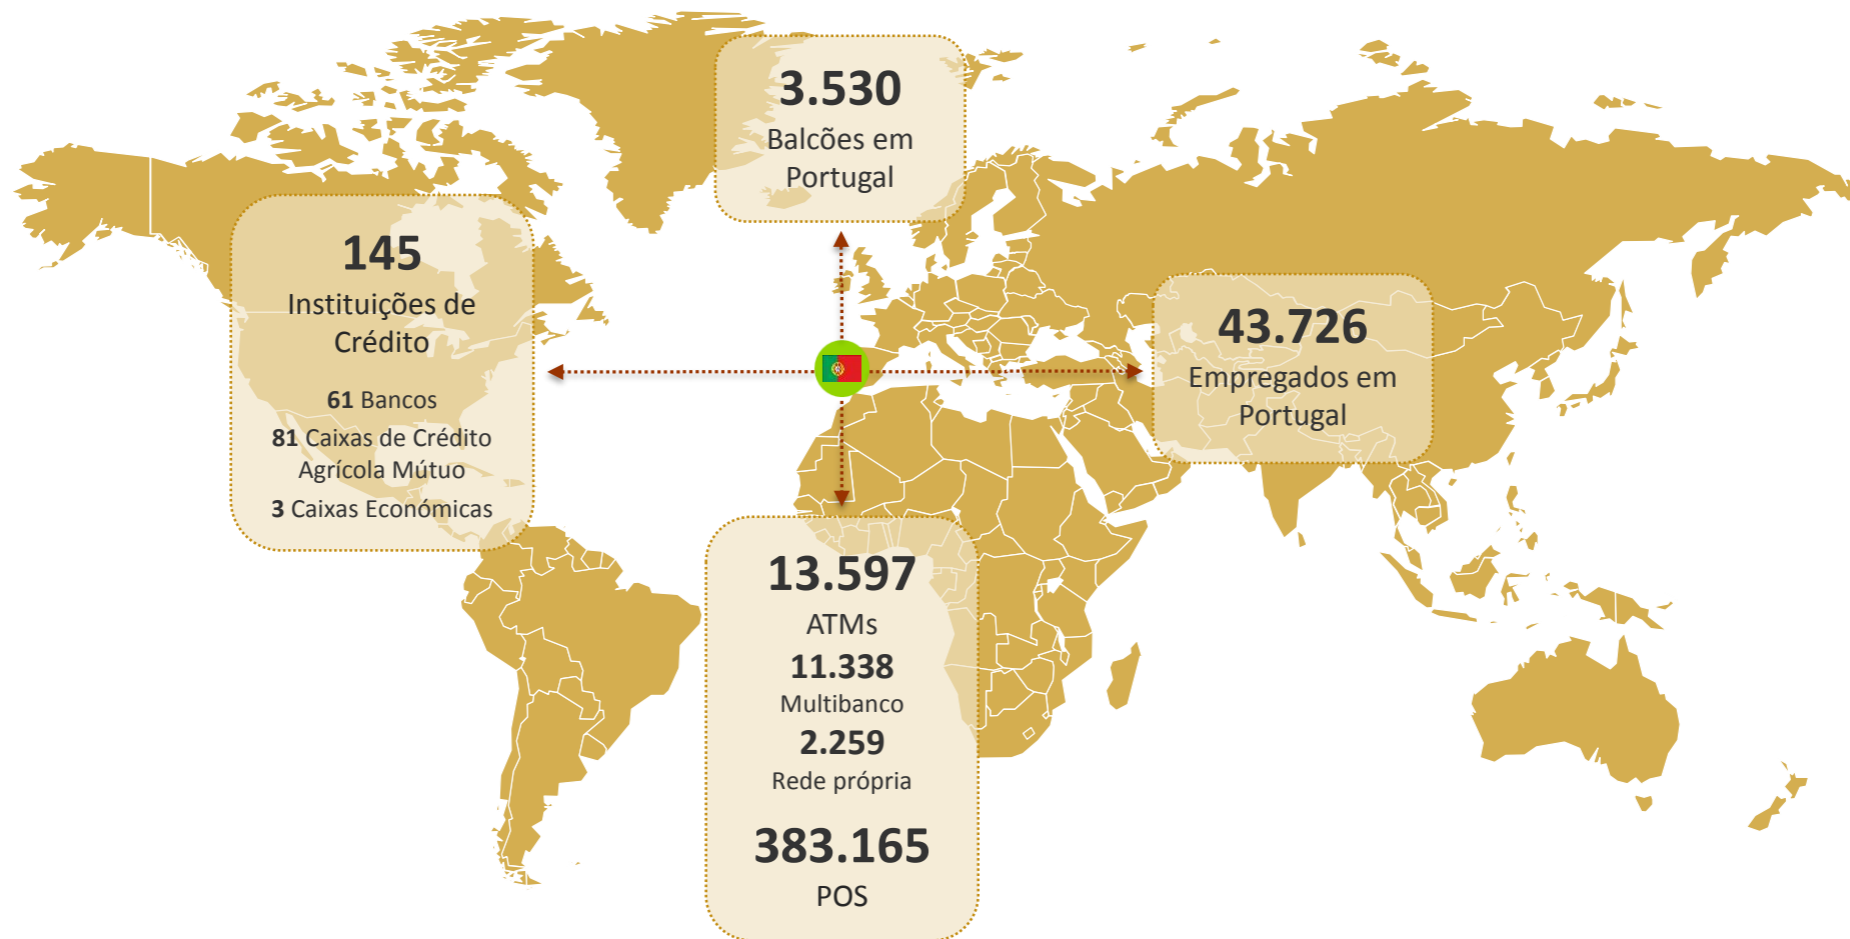 3.530
Balcões em
Portugal
145
Instituições de
Crédito
61 Bancos
81 Caixas de Crédito
Agrícola Mútuo
3 Caixas Económicas
43.726
Empregados em
Portugal
13.597
ATMs
11.338
Multibanco
2.259
Rede própria
383.165
POS